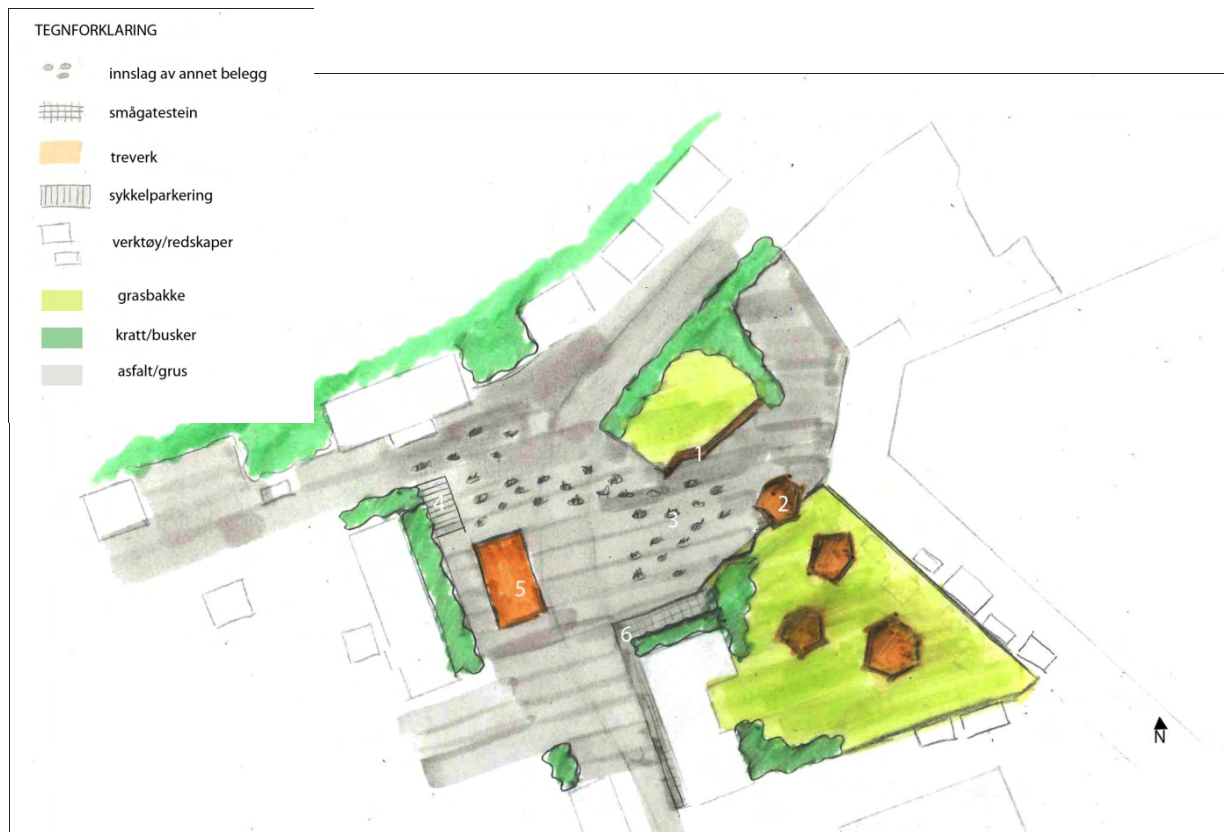 TEGNFORKLARING
innslag av annet belegg
smågatestein
treverk
sykkelparkering
verktøy/redskaper
grasbakke
kratt/busker
asfalt/grus
1
2
4
3
5
6
N